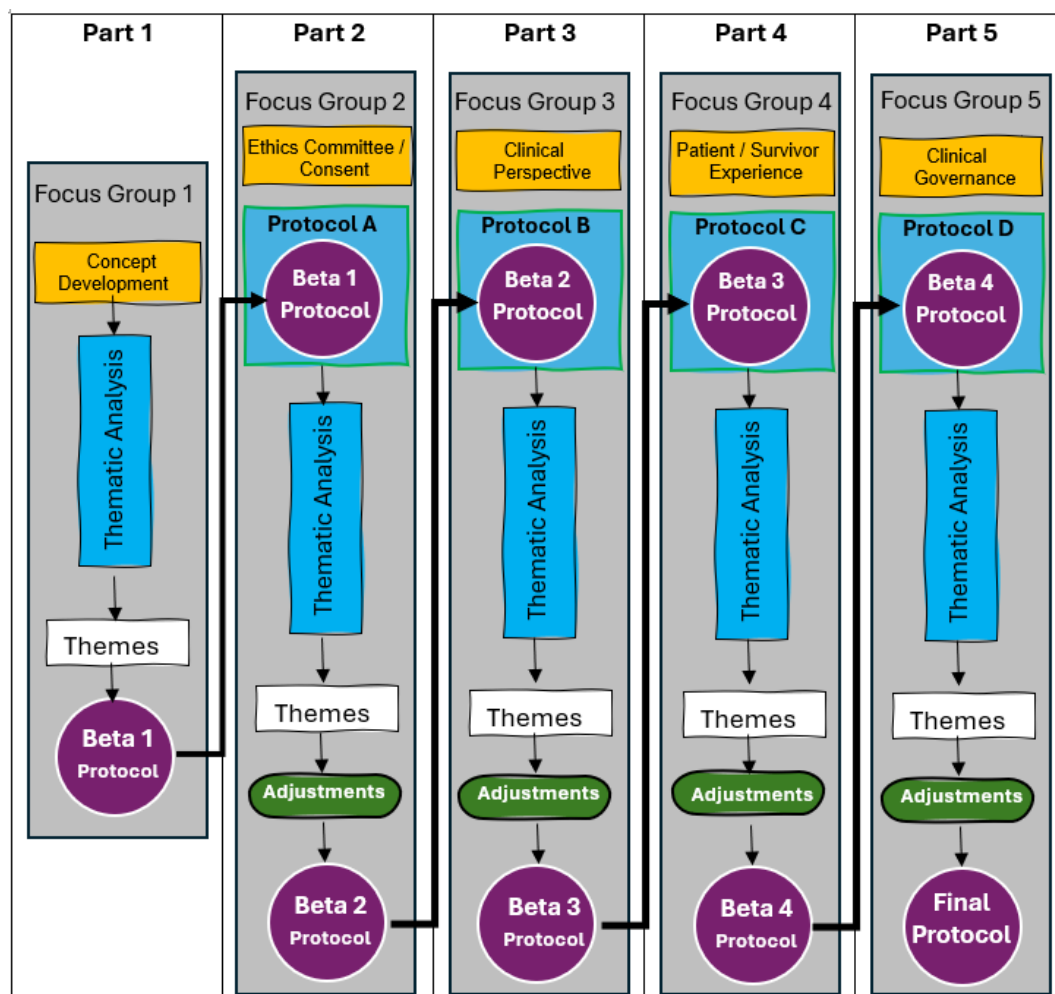 Part 1
Part 2
Part 3
Part 4
Part 5
Focus Group 1
Concept
Development
Thematic Analysis
Themes
Beta 1
Protocol
Focus Group 2
Ethics Committee /
Consent
Protocol A
Beta 1
Protocol
Thematic Analysis
Themes
Adjustments
Beta 2
Protocol
Focus Group 3
Clinical
Perspective
Protocol B
Beta 2
Protocol
Thematic Analysis
Themes
Adjustments
Beta 3
Protocol
Focus Group 4
Patient / Survivor
Experience
Protocol C
Beta 3
Protocol
Thematic Analysis
Themes
Adjustments
Beta 4
Protocol
Focus Group 5
Clinical
Governance
Protocol D
Beta 4
Protocol
Thematic Analysis
Themes
Adjustments
Final
Protocol